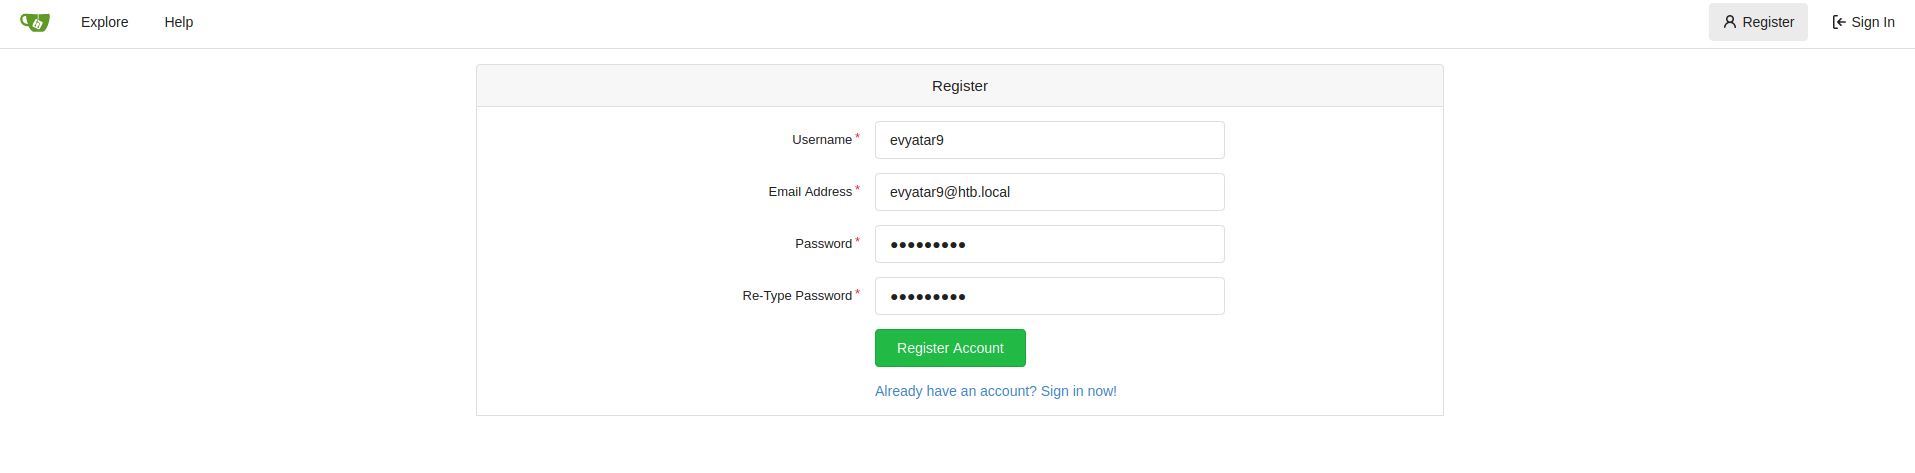 Explore Help Register Sign In
Register
Username *
evyatar9
Email Address *
evyatar9@htb.local
Password *
●●●●●●●●●
Re-Type Password *
●●●●●●●●●
Register Account
Already have an account? Sign in now!